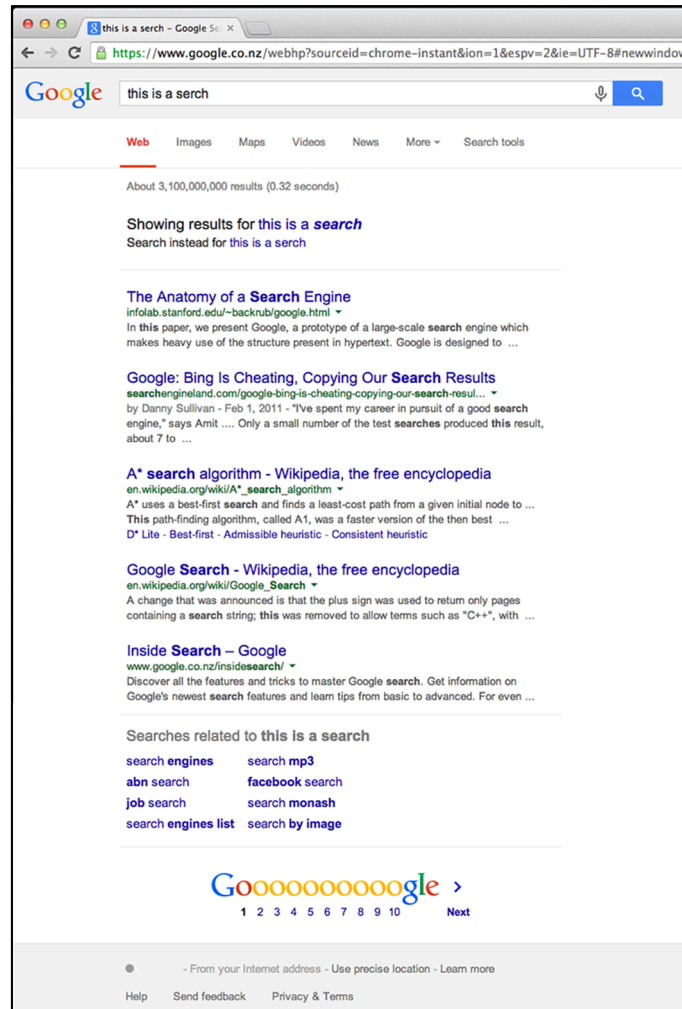 this is a serch - Google Se
https://www.google.co.nz/webhp?sourceid=chrome-instant&ion=1&espv=2&ie=UTF-8#newwindow
Google this is a serch
Web Images Maps Videos News More Search tools
About 3,100,000,000 results (0.32 seconds)
Showing results for this is a search
Search instead for this is a serch
The Anatomy of a Search Engine
infolab.stanford.edu/~backrub/google.html
In this paper, we present Google, a prototype of a large-scale search engine which
makes heavy use of the structure present in hypertext. Google is designed to ...
Google: Bing Is Cheating, Copying Our Search Results
searchengineland.com/google-bing-is-cheating-copying-our-search-resul...
by Danny Sullivan - Feb 1, 2011 - "I've spent my career in pursuit of a good search
engine," says Amit .... Only a small number of the test searches produced this result,
about 7 to ...
A* search algorithm - Wikipedia, the free encyclopedia
en.wikipedia.org/wiki/A*_search_algorithm
A* uses a best-first search and finds a least-cost path from a given initial node to ...
This path-finding algorithm, called A1, was a faster version of the then best ...
D* Lite - Best-first - Admissible heuristic - Consistent heuristic
Google Search - Wikipedia, the free encyclopedia
en.wikipedia.org/wiki/Google_Search
A change that was announced is that the plus sign was used to return only pages
containing a search string; this was removed to allow terms such as "C++", with ...
Inside Search – Google
www.google.co.nz/insidesearch/
Discover all the features and tricks to master Google search. Get information on
Google's newest search features and learn tips from basic to advanced. For even ...
Searches related to this is a search
search engines search mp3
abn search facebook search
job search search monash
search engines list search by image
Goooooooooogle >
1 2 3 4 5 6 7 8 9 10 Next
- From your Internet address - Use precise location - Learn more
Help Send feedback Privacy & Terms